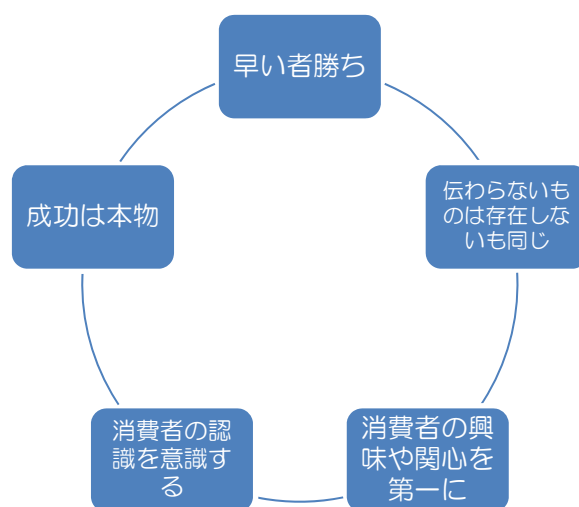 早い者勝ち
伝わらないも
のは存在しな
いも同じ
消費者の興
味や関心を
第一に
消費者の認
識を意識す
る
成功は本物